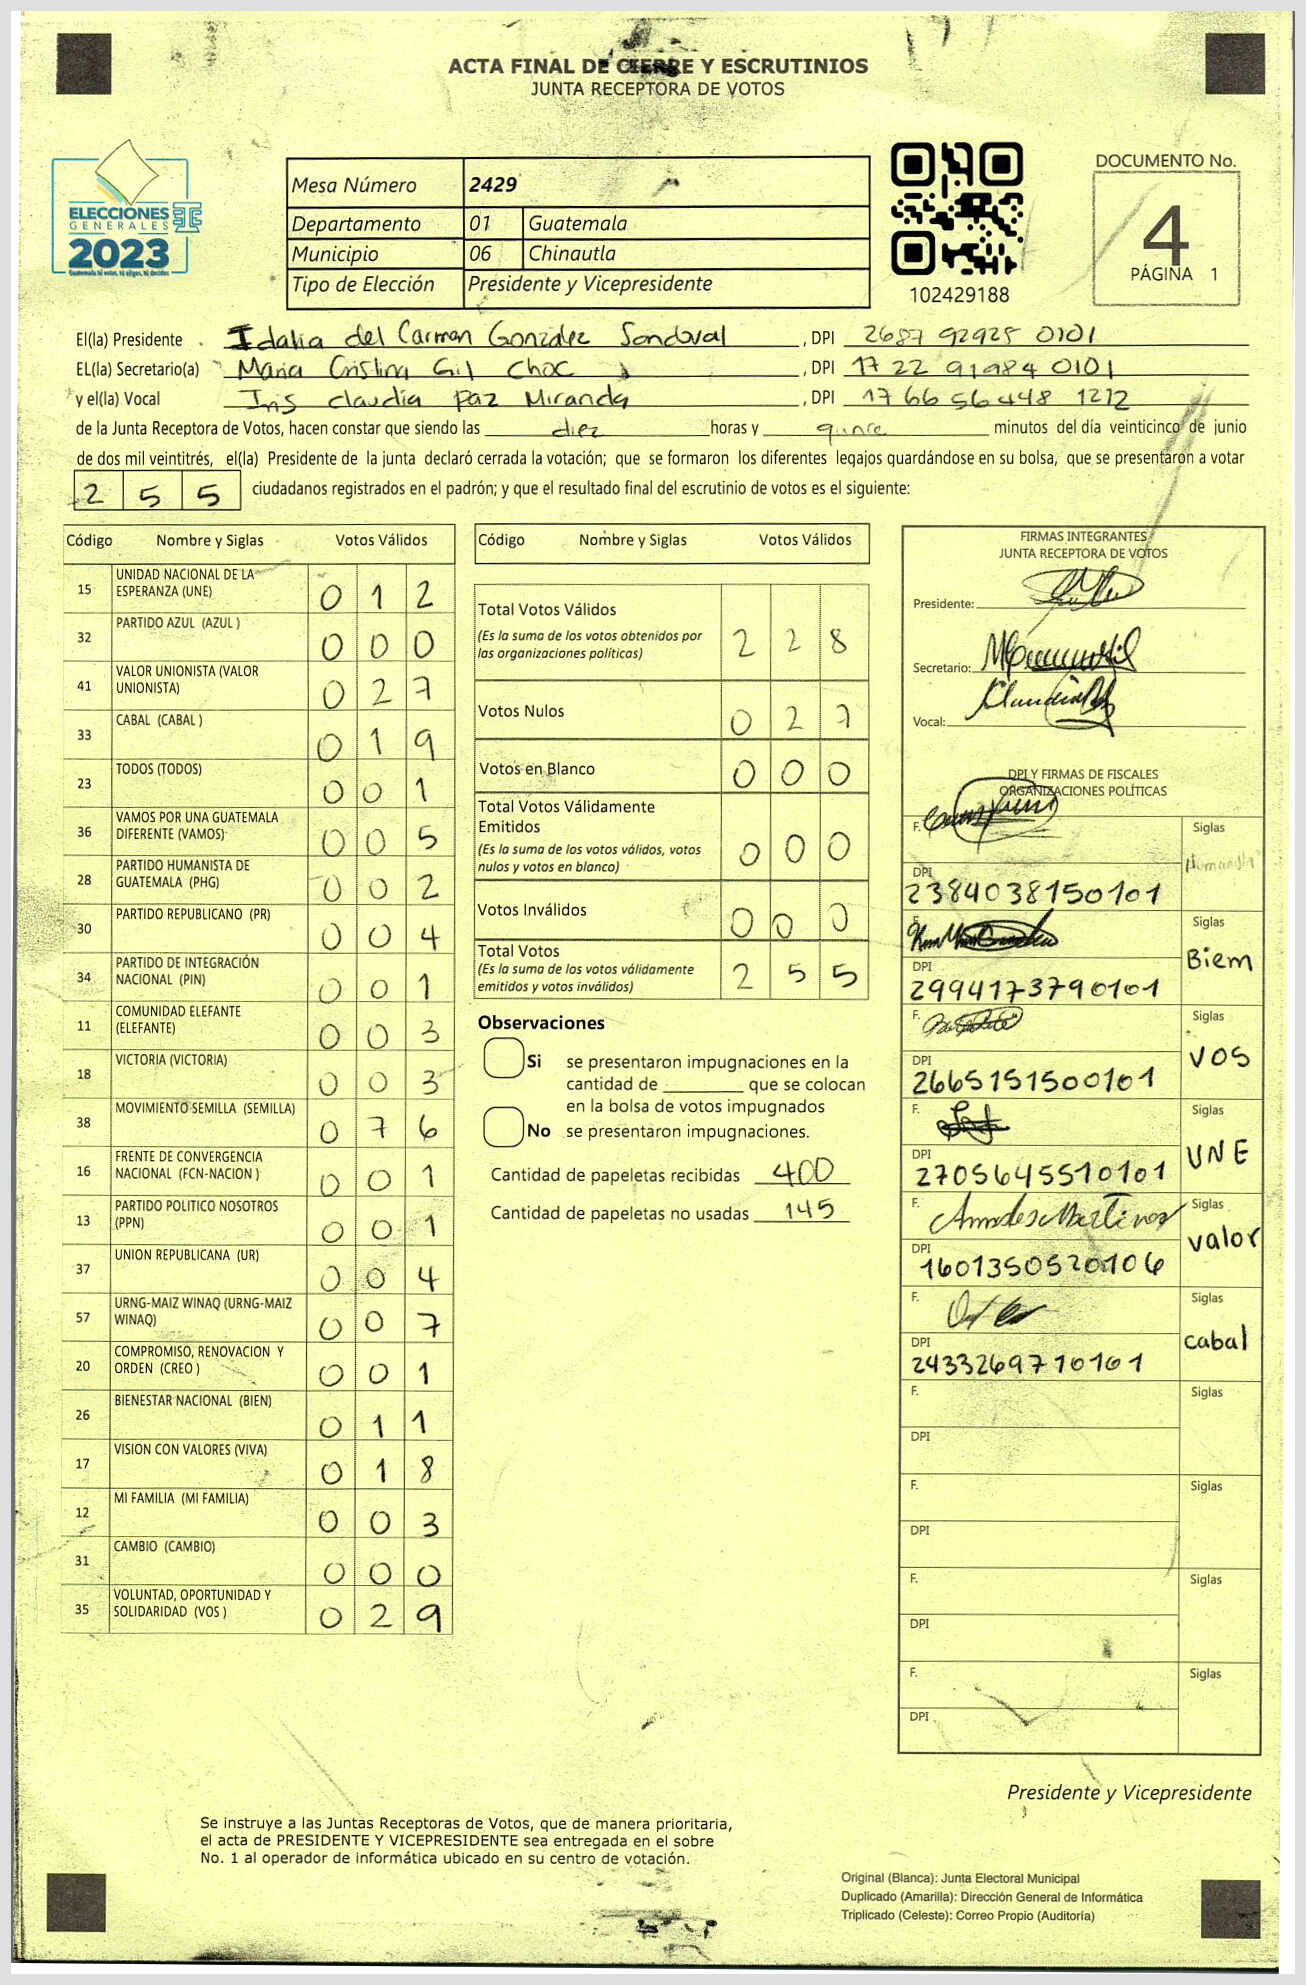 ACTA FINAL DE CIERRE Y ESCRUTINIOS
JUNTA RECEPTORA DE VOTOS
ELECCIONES
GENERALES
2023
Guatemala tú votas, tú eliges, tú decides
Mesa Número 2429
Departamento 01 Guatemala
Municipio 06 Chinautla
Tipo de Elección Presidente y Vicepresidente
102429188
DOCUMENTO No.
4
PÁGINA 1
El(la) Presidente Idalia del Carmen González Sandoval, DPI 2687 92925 0101
EL(la) Secretario(a) Maria Cristina Gil Choc, DPI 1722 91984 0101
y el(la) Vocal Iris claudia Paz Miranda, DPI 1766 56448 1212
de la Junta Receptora de Votos, hacen constar que siendo las diez horas y quince minutos del día veinticinco de junio
de dos mil veintitrés, el(la) Presidente de la junta declaró cerrada la votación; que se formaron los diferentes legajos guardándose en su bolsa, que se presentaron a votar
2 5 5 ciudadanos registrados en el padrón; y que el resultado final del escrutinio de votos es el siguiente:
Código Nombre y Siglas Votos Válidos
15 UNIDAD NACIONAL DE LA ESPERANZA (UNE) 0 1 2
32 PARTIDO AZUL (AZUL ) 0 0 0
41 VALOR UNIONISTA (VALOR UNIONISTA) 0 2 7
33 CABAL (CABAL ) 0 1 9
23 TODOS (TODOS) 0 0 1
36 VAMOS POR UNA GUATEMALA DIFERENTE (VAMOS) 0 0 5
28 PARTIDO HUMANISTA DE GUATEMALA (PHG) 0 0 2
30 PARTIDO REPUBLICANO (PR) 0 0 4
34 PARTIDO DE INTEGRACIÓN NACIONAL (PIN) 0 0 1
11 COMUNIDAD ELEFANTE (ELEFANTE) 0 0 3
18 VICTORIA (VICTORIA) 0 0 3
38 MOVIMIENTO SEMILLA (SEMILLA) 0 7 6
16 FRENTE DE CONVERGENCIA NACIONAL (FCN-NACION ) 0 0 1
13 PARTIDO POLITICO NOSOTROS (PPN) 0 0 1
37 UNION REPUBLICANA (UR) 0 0 4
57 URNG-MAIZ WINAQ (URNG-MAIZ WINAQ) 0 0 7
20 COMPROMISO, RENOVACION Y ORDEN (CREO ) 0 0 1
26 BIENESTAR NACIONAL (BIEN) 0 1 1
17 VISION CON VALORES (VIVA) 0 1 8
12 MI FAMILIA (MI FAMILIA) 0 0 3
31 CAMBIO (CAMBIO) 0 0 0
35 VOLUNTAD, OPORTUNIDAD Y SOLIDARIDAD (VOS ) 0 2 9
Código Nombre y Siglas Votos Válidos
Total Votos Válidos
(Es la suma de los votos obtenidos por
las organizaciones políticas) 2 2 8
Votos Nulos 0 2 7
Votos en Blanco 0 0 0
Total Votos Válidamente
Emitidos
(Es la suma de los votos válidos, votos
nulos y votos en blanco) 0 0 0
Votos Inválidos 0 0 0
Total Votos
(Es la suma de los votos válidamente
emitidos y votos inválidos) 2 5 5
Observaciones
Si se presentaron impugnaciones en la
cantidad de ________ que se colocan
en la bolsa de votos impugnados
No se presentaron impugnaciones.
Cantidad de papeletas recibidas 400
Cantidad de papeletas no usadas 145
FIRMAS INTEGRANTES
JUNTA RECEPTORA DE VOTOS
Presidente:
Secretario:
Vocal:
DPI Y FIRMAS DE FISCALES
ORGANIZACIONES POLÍTICAS
F. Siglas
Humanista
DPI
2384038150101
F. Siglas
Biem
DPI
2994173790101
F. Siglas
VOS
DPI
2665151500101
F. Siglas
UNE
DPI
2705645510101
F. Siglas
valor
DPI
1601350520106
F. Siglas
cabal
DPI
2433269710101
F. Siglas
DPI
F. Siglas
DPI
F. Siglas
DPI
F. Siglas
DPI
Presidente y Vicepresidente
Se instruye a las Juntas Receptoras de Votos, que de manera prioritaria,
el acta de PRESIDENTE Y VICEPRESIDENTE sea entregada en el sobre
No. 1 al operador de informática ubicado en su centro de votación.
Original (Blanca): Junta Electoral Municipal
Duplicado (Amarilla): Dirección General de Informática
Triplicado (Celeste): Correo Propio (Auditoría)